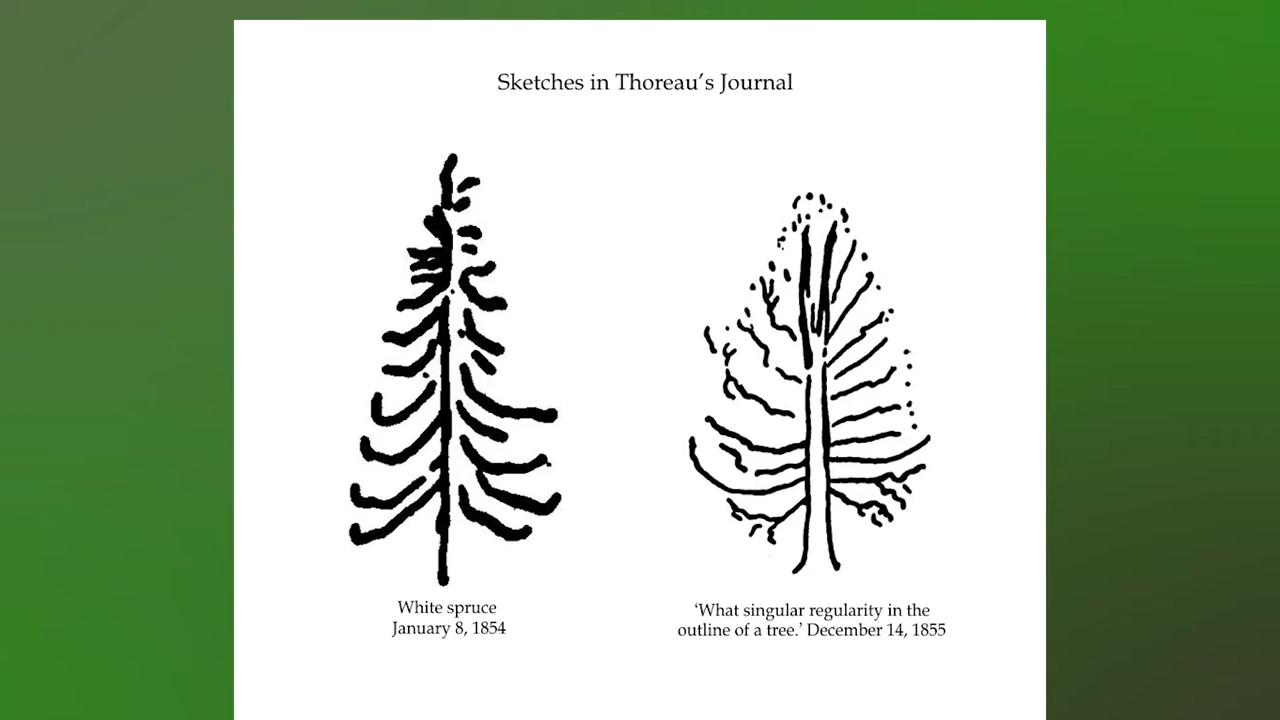 Sketches in Thoreau’s Journal
White spruce
January 8, 1854
‘What singular regularity in the
outline of a tree.’ December 14, 1855